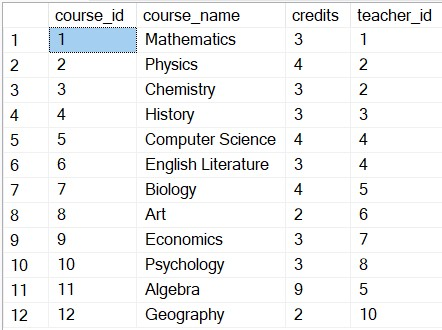 course_id course_name credits teacher_id
1 1 Mathematics 3 1
2 2 Physics 4 2
3 3 Chemistry 3 2
4 4 History 3 3
5 5 Computer Science 4 4
6 6 English Literature 3 4
7 7 Biology 4 5
8 8 Art 2 6
9 9 Economics 3 7
10 10 Psychology 3 8
11 11 Algebra 9 5
12 12 Geography 2 10